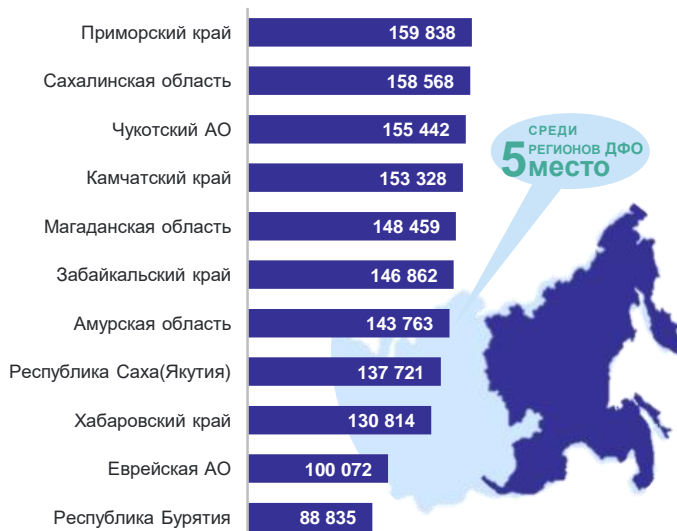 Приморский край 159 838
Сахалинская область 158 568
Чукотский АО 155 442
СРЕДИ
РЕГИОНОВ ДФО
5 место
Камчатский край 153 328
Магаданская область 148 459
Забайкальский край 146 862
Амурская область 143 763
Республика Саха(Якутия) 137 721
Хабаровский край 130 814
Еврейская АО 100 072
Республика Бурятия 88 835